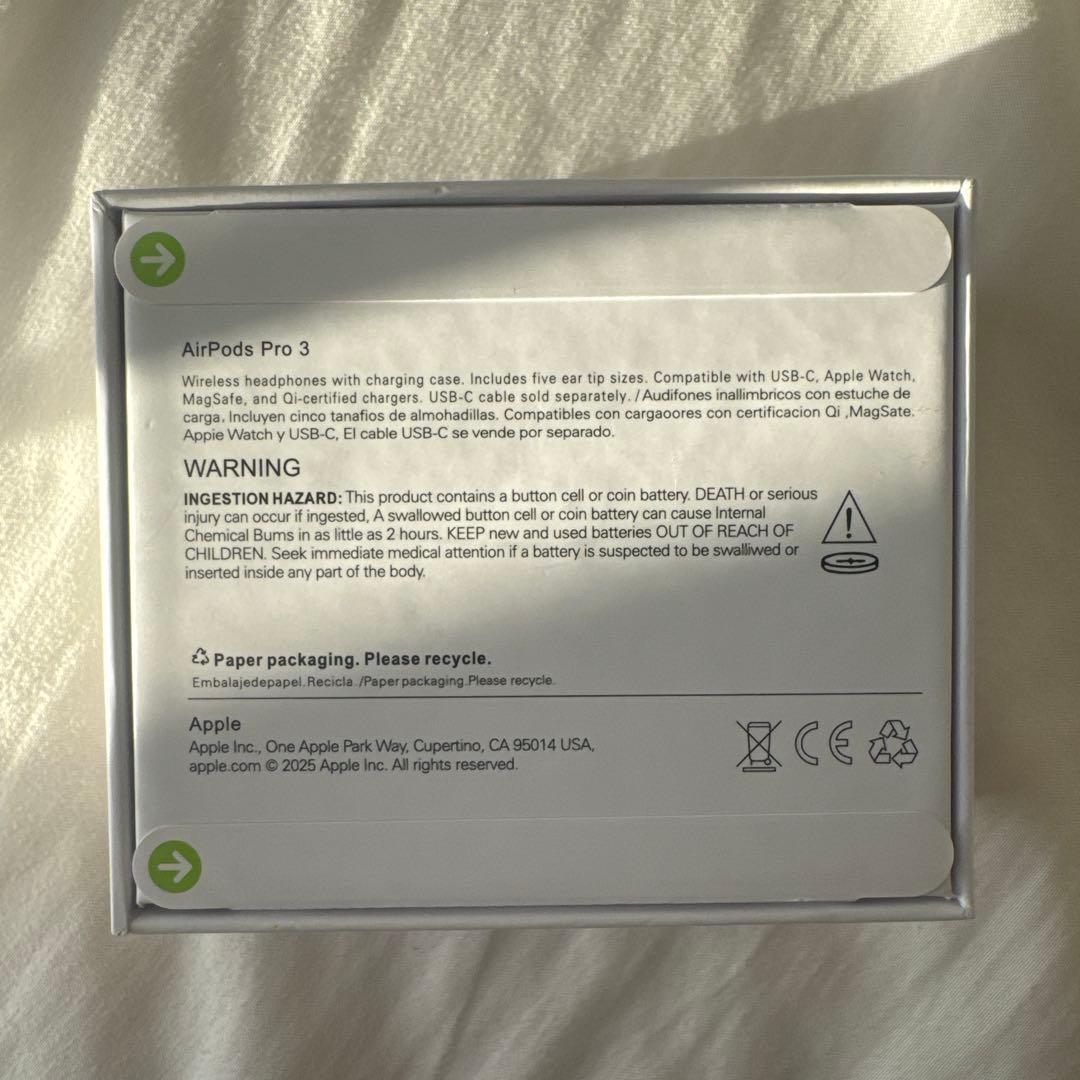 AirPods Pro 3
Wireless headphones with charging case. Includes five ear tip sizes. Compatible with USB-C, Apple Watch,
MagSafe, and Qi-certified chargers. USB-C cable sold separately. /Audifones inallimbricos con estuche de
carga. Incluyen cinco tanafios de almohadillas. Compatibles con cargaoores con certificacion Qi ,MagSate.
Appie Watch y USB-C, El cable USB-C se vende por separado.
WARNING
INGESTION HAZARD: This product contains a button cell or coin battery. DEATH or serious
injury can occur if ingested, A swallowed button cell or coin battery can cause Internal
Chemical Bums in as little as 2 hours. KEEP new and used batteries OUT OF REACH OF
CHILDREN. Seek immediate medical attention if a battery is suspected to be swalliwed or
inserted inside any part of the body.
Paper packaging. Please recycle.
Embalajedepapel.Recicla./Paper packaging.Please recycle.
Apple
Apple Inc., One Apple Park Way, Cupertino, CA 95014 USA,
apple.com © 2025 Apple Inc. All rights reserved.
CE